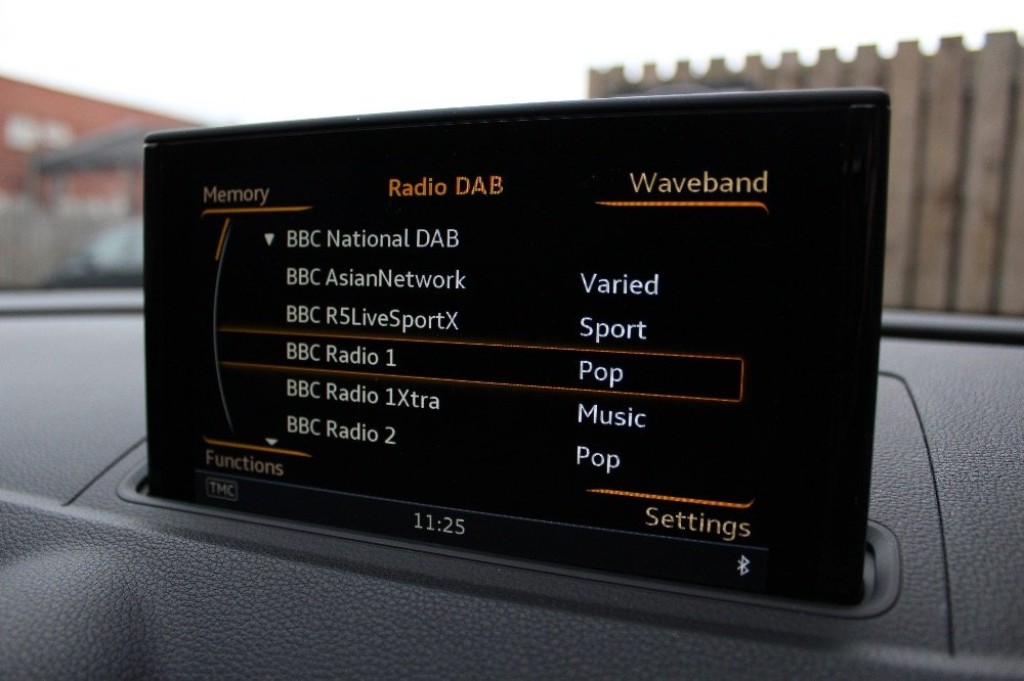 Memory Radio DAB Waveband
BBC National DAB
BBC AsianNetwork Varied
BBC R5LiveSportX Sport
BBC Radio 1 Pop
BBC Radio 1Xtra Music
BBC Radio 2 Pop
Functions Settings
TMC 11:25